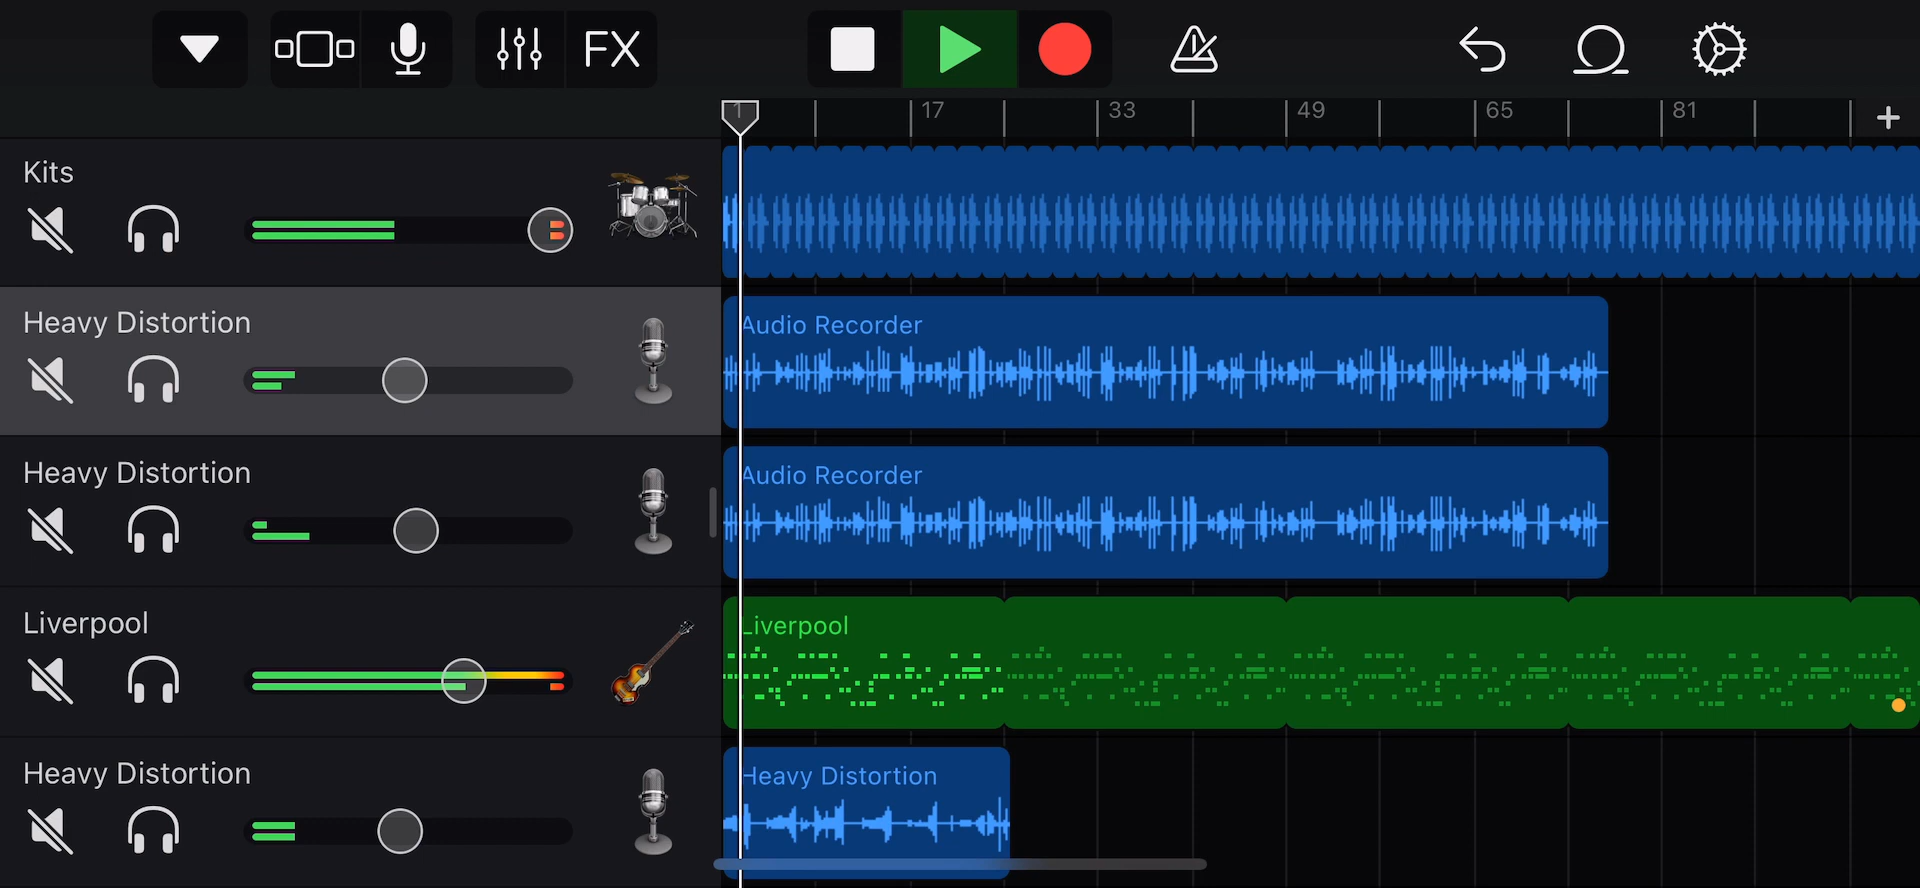 FX
1 17 33 49 65 81 +
Kits
Heavy Distortion
Audio Recorder
Heavy Distortion
Audio Recorder
Liverpool
Liverpool
Heavy Distortion
Heavy Distortion